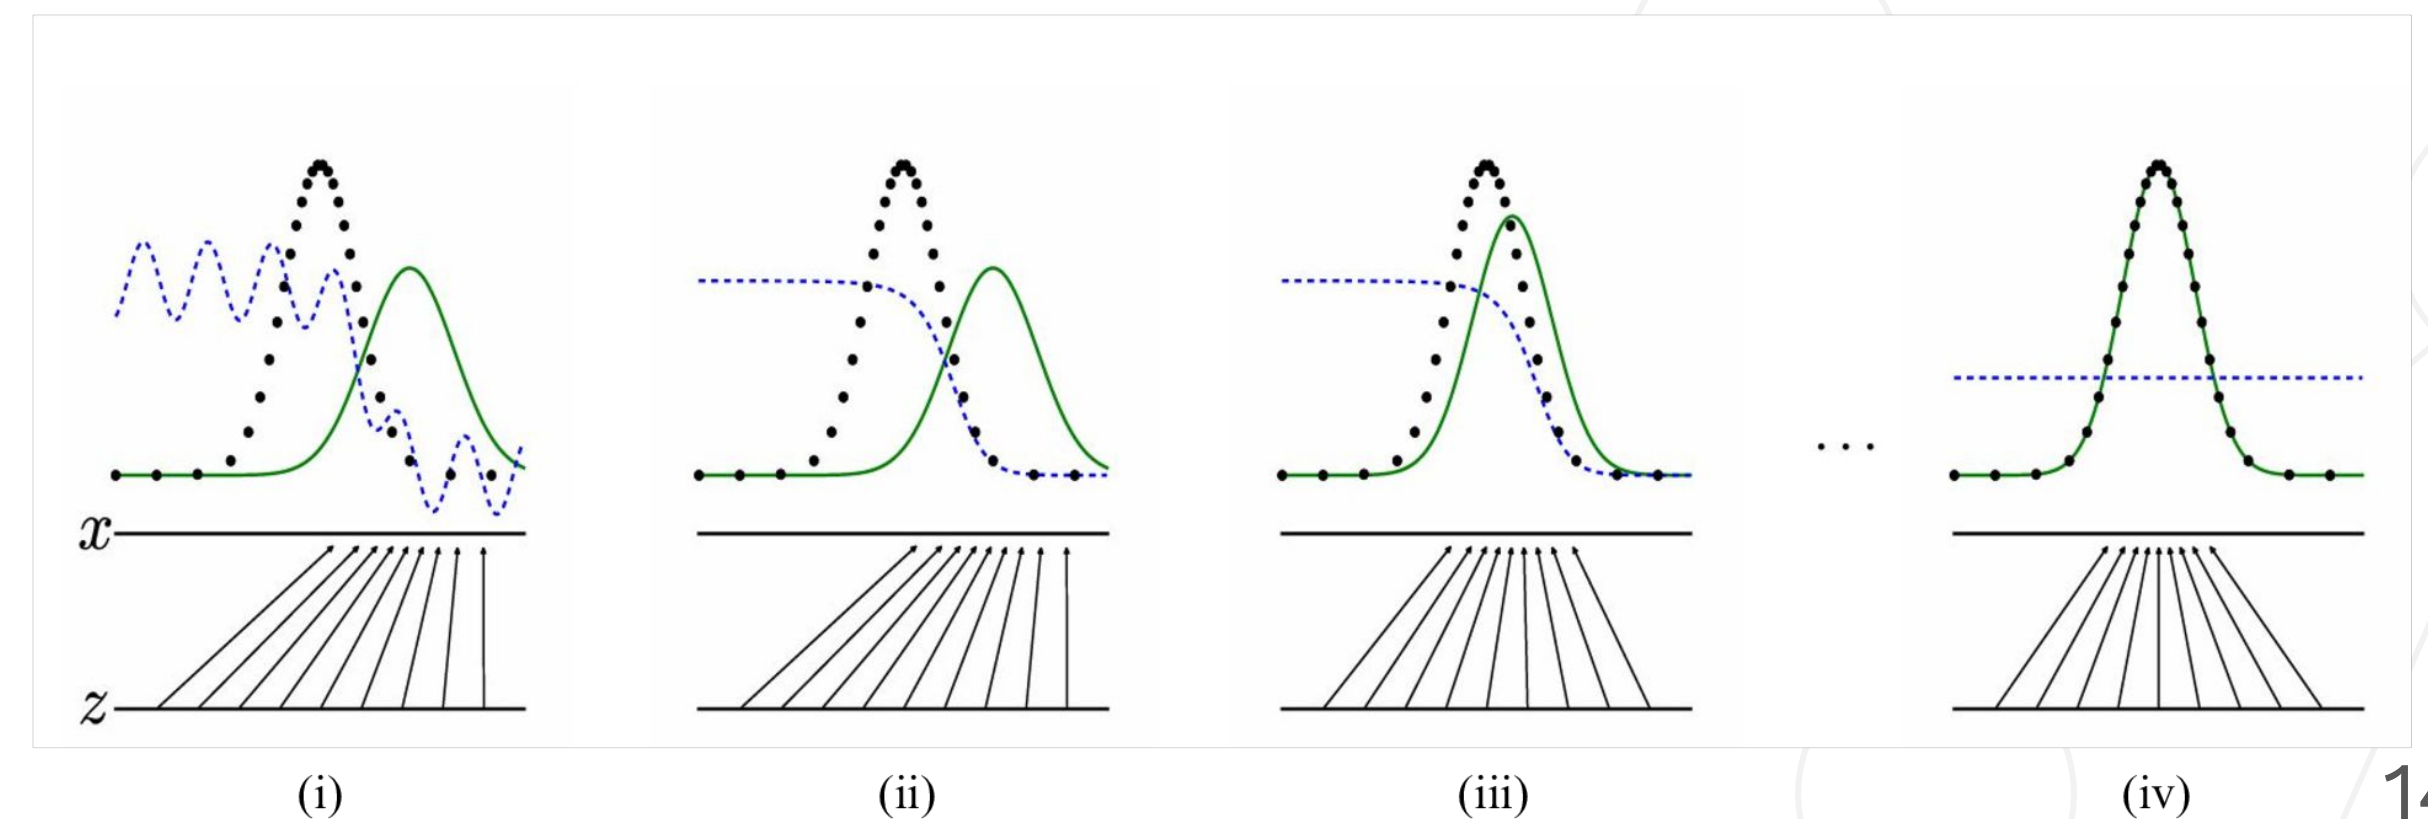 . . .
x
z
(i) (ii) (iii) (iv)